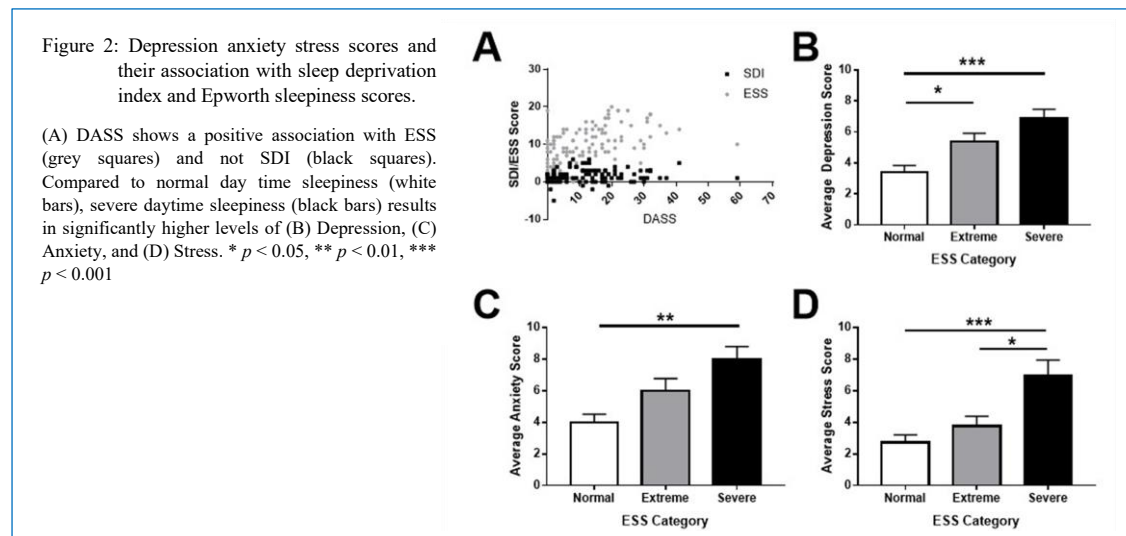 Figure 2: Depression anxiety stress scores and
their association with sleep deprivation
index and Epworth sleepiness scores.
(A) DASS shows a positive association with ESS
(grey squares) and not SDI (black squares).
Compared to normal day time sleepiness (white
bars), severe daytime sleepiness (black bars) results
in significantly higher levels of (B) Depression, (C)
Anxiety, and (D) Stress. * p < 0.05, ** p < 0.01, ***
p < 0.001
A
SDI/ESS Score
30
20
10
0
-10
10 20 30 40 50 60 70
DASS
SDI
ESS
B
Average Depression Score
10
8
6
4
2
0
***
*
Normal Extreme Severe
ESS Category
C
Average Anxiety Score
10
8
6
4
2
0
**
Normal Extreme Severe
ESS Category
D
Average Stress Score
10
8
6
4
2
0
***
*
Normal Extreme Severe
ESS Category